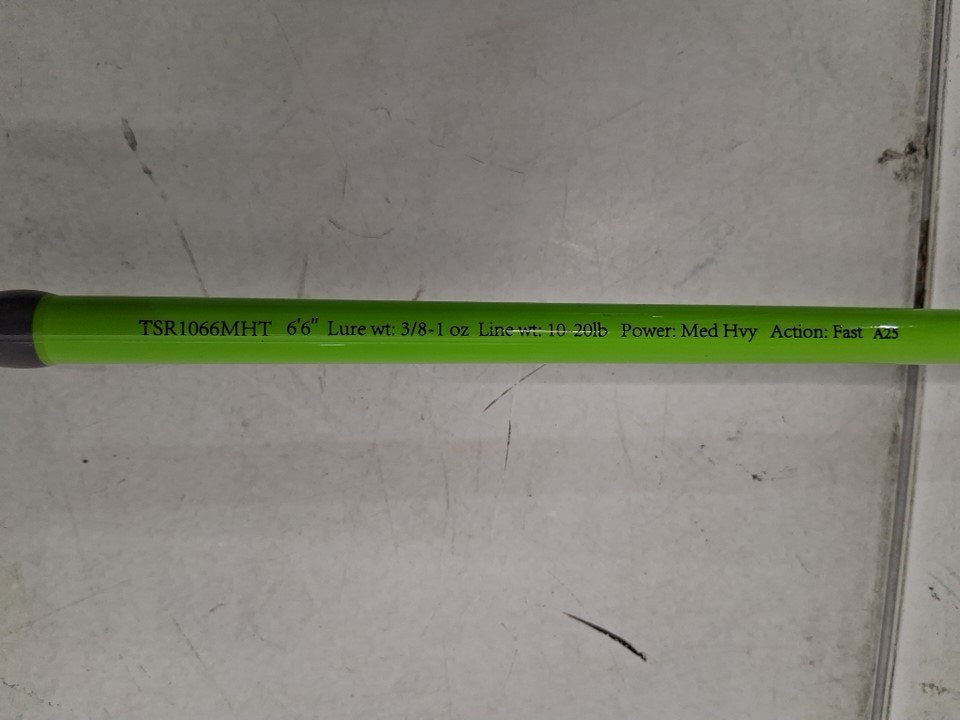 TSR1066MHT 6'6" Lure wt: 3/8-1 oz Line wt: 10-20lb Power: Med Hvy Action: Fast A25